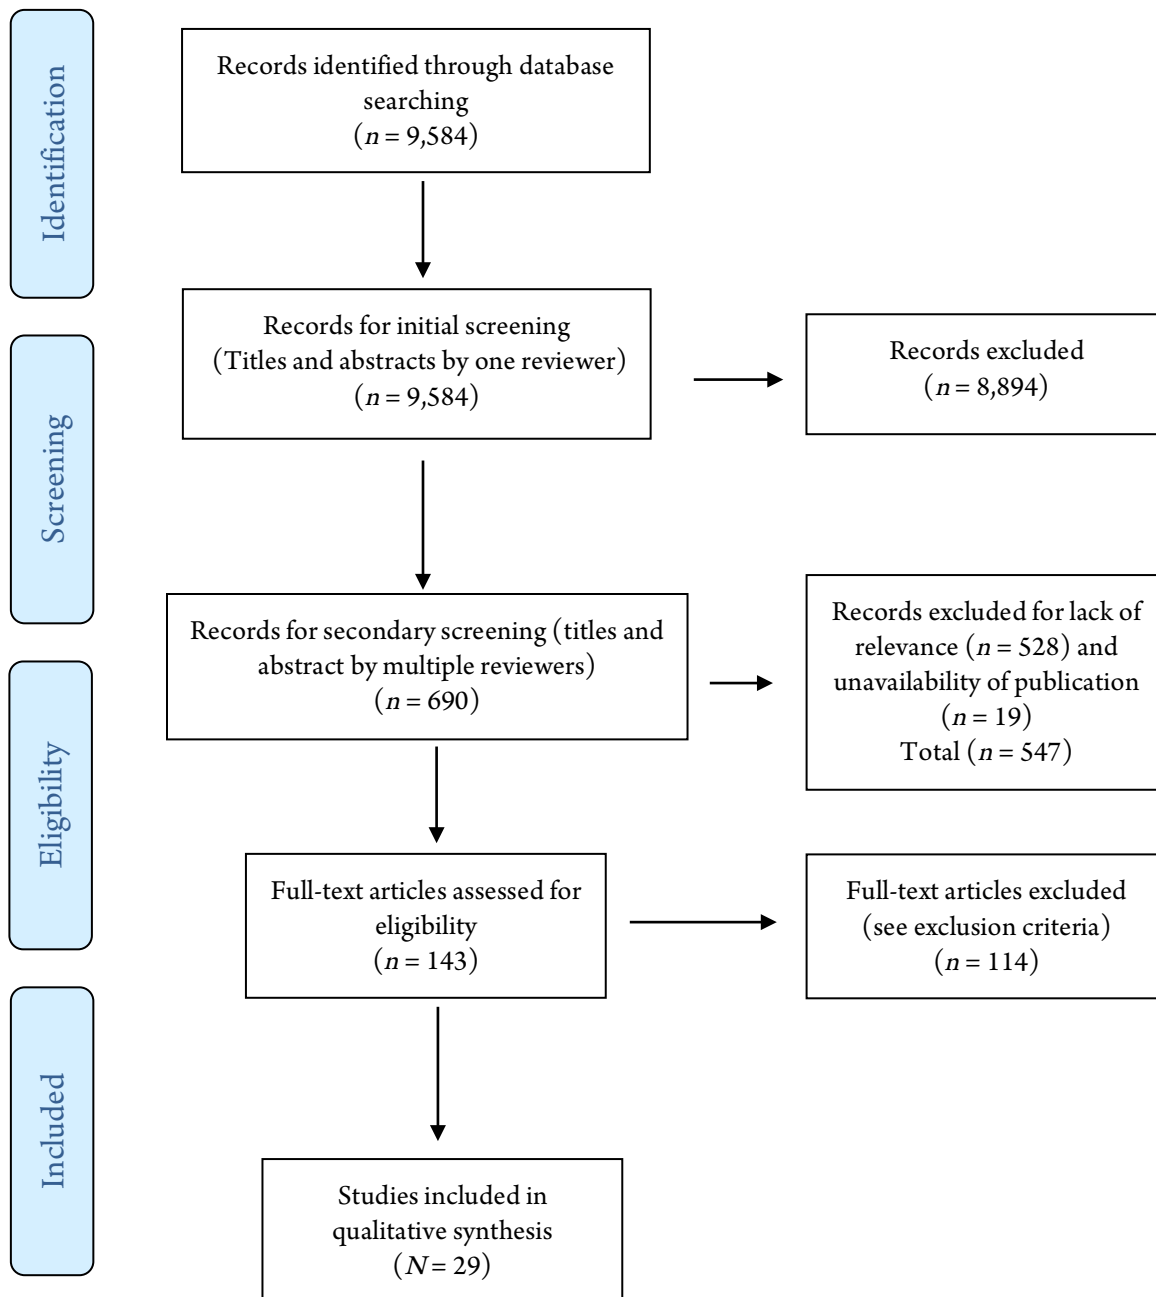 Identification
Records identified through database
searching
(n = 9,584)
Screening
Records for initial screening
(Titles and abstracts by one reviewer)
(n = 9,584)
Records excluded
(n = 8,894)
Records for secondary screening (titles and
abstract by multiple reviewers)
(n = 690)
Records excluded for lack of
relevance (n = 528) and
unavailability of publication
(n = 19)
Total (n = 547)
Eligibility
Full-text articles assessed for
eligibility
(n = 143)
Full-text articles excluded
(see exclusion criteria)
(n = 114)
Included
Studies included in
qualitative synthesis
(N = 29)